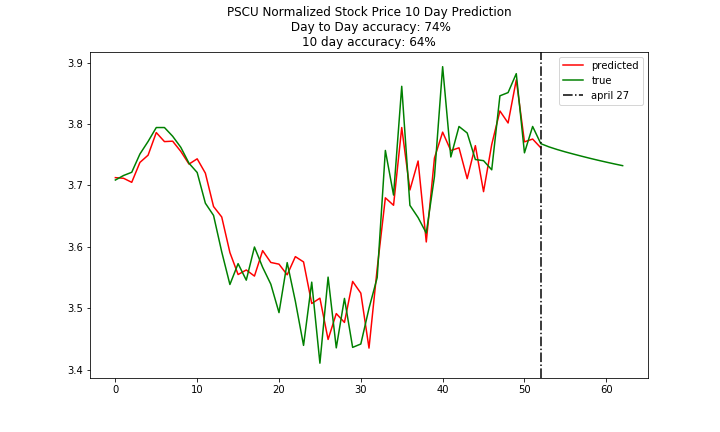 PSCU Normalized Stock Price 10 Day Prediction
Day to Day accuracy: 74%
10 day accuracy: 64%
predicted
true
april 27
3.9
3.8
3.7
3.6
3.5
3.4
0 10 20 30 40 50 60